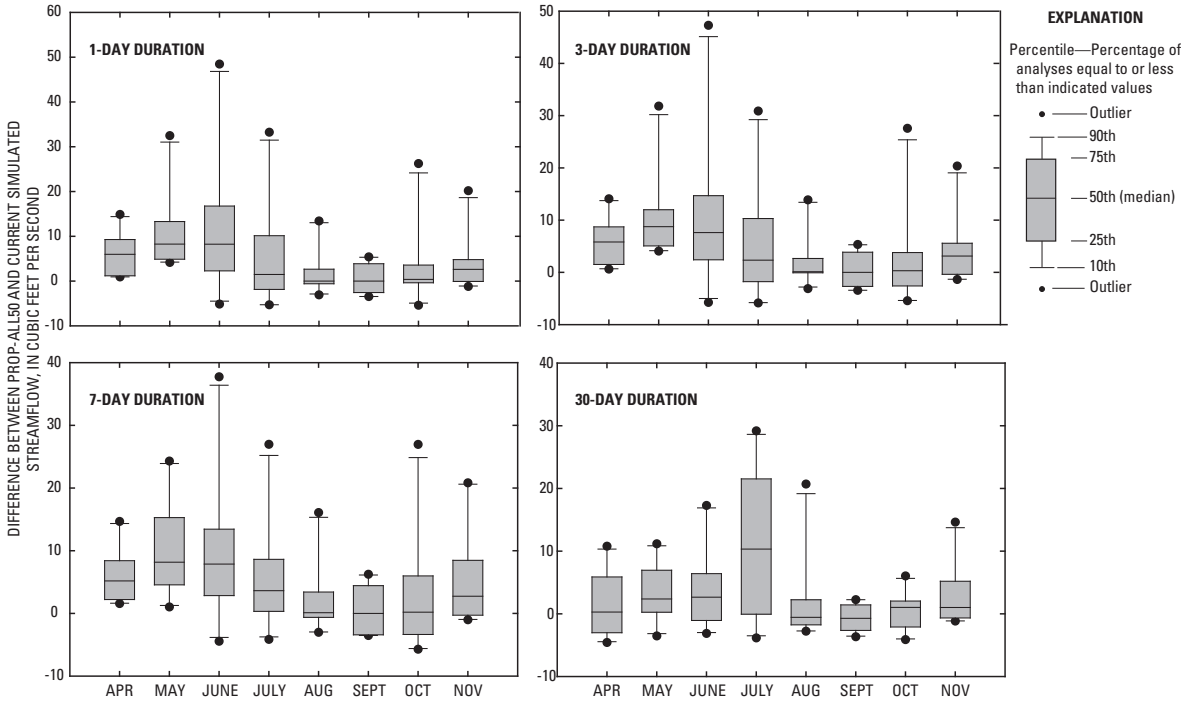 DIFFERENCE BETWEEN PROP-ALL50 AND CURRENT SIMULATED
STREAMFLOW, IN CUBIC FEET PER SECOND
1-DAY DURATION
60
50
40
30
20
10
0
-10
3-DAY DURATION
50
40
30
20
10
0
-10
EXPLANATION
Percentile—Percentage of
analyses equal to or less
than indicated values
Outlier
90th
75th
50th (median)
25th
10th
Outlier
7-DAY DURATION
40
30
20
10
0
-10
APR MAY JUNE JULY AUG SEPT OCT NOV
30-DAY DURATION
40
30
20
10
0
-10
APR MAY JUNE JULY AUG SEPT OCT NOV